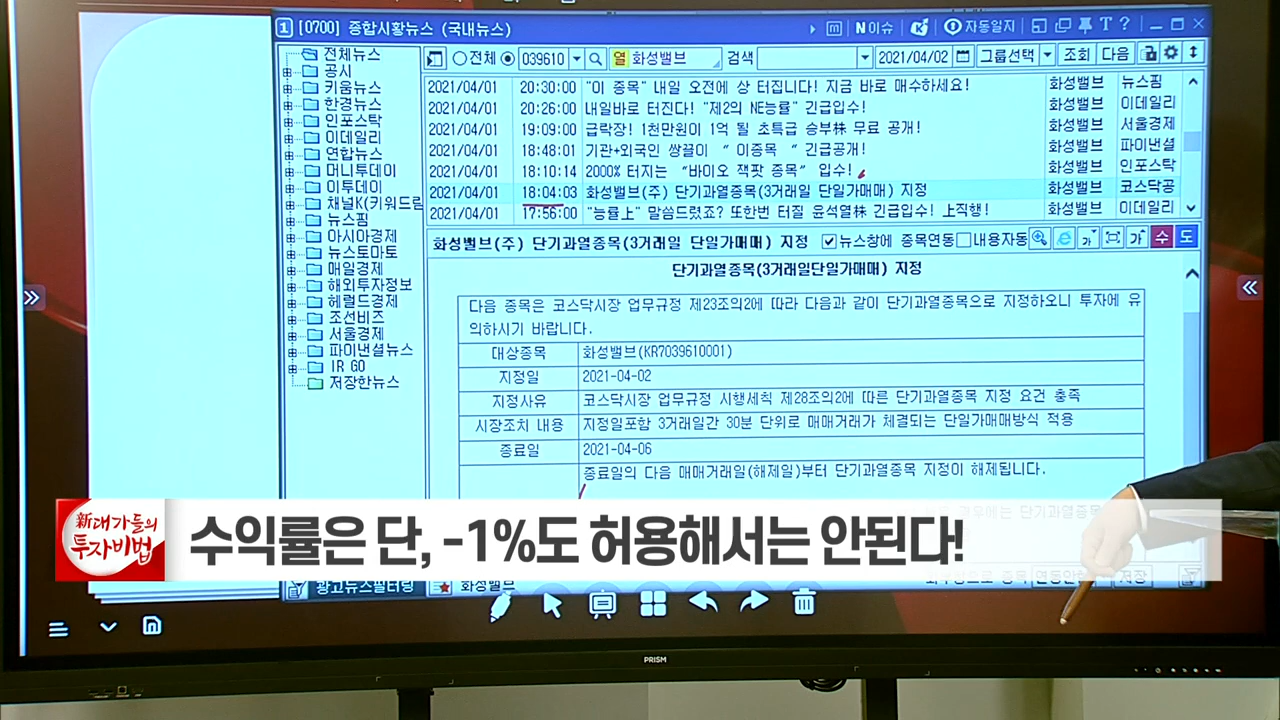 1 [0700] 종합시황뉴스 (국내뉴스) N이슈 자동일지 T ?
전체 039610 열 화성밸브 검색 2021/04/02 그룹선택 조회 다음
전체뉴스
공시
키움뉴스
한경뉴스
인포스탁
이데일리
연합뉴스
머니투데이
이투데이
채널K(키워드림
뉴스핌
아시아경제
뉴스토마토
매일경제
해외투자정보
헤럴드경제
조선비즈
서울경제
파이낸셜뉴스
IR GO
저장한뉴스
2021/04/01 20:30:00 "이 종목" 내일 오전에 상 터집니다! 지금 바로 매수하세요! 화성밸브 뉴스핌
2021/04/01 20:26:00 내일바로 터진다! "제2의 NE능률" 긴급입수! 화성밸브 이데일리
2021/04/01 19:09:00 급락장! 1천만원이 1억 될 초특급 승부株 무료 공개! 화성밸브 서울경제
2021/04/01 18:48:01 기관+외국인 쌍끌이 “ 이종목 “ 긴급공개! 화성밸브 파이낸셜
2021/04/01 18:10:14 2000% 터지는 “바이오 잭팟 종목” 입수! 화성밸브 인포스탁
2021/04/01 18:04:03 화성밸브(주) 단기과열종목(3거래일 단일가매매) 지정 화성밸브 코스닥공
2021/04/01 17:56:00 "능률上" 말씀드렸죠? 또한번 터질 윤석열株 긴급입수! 上직행! 화성밸브 이데일리
화성밸브(주) 단기과열종목(3거래일 단일가매매) 지정 뉴스창에 종목연동 내용자동 가 가 수 도
단기과열종목(3거래일단일가매매) 지정
다음 종목은 코스닥시장 업무규정 제23조의2에 따라 다음과 같이 단기과열종목으로 지정하오니 투자에 유
의하시기 바랍니다.
대상종목 화성밸브(KR7039610001)
지정일 2021-04-02
지정사유 코스닥시장 업무규정 시행세칙 제28조의2에 따른 단기과열종목 지정 요건 충족
시장조치 내용 지정일포함 3거래일간 30분 단위로 매매거래가 체결되는 단일가매매방식 적용
종료일 2021-04-06
종료일의 다음 매매거래일(해제일)부터 단기과열종목 지정이 해제됩니다.
新대가들의
투자비법
수익률은 단, -1%도 허용해서는 안된다!
광고뉴스필터링 화성밸브 종목 연동안 저장
PRISM